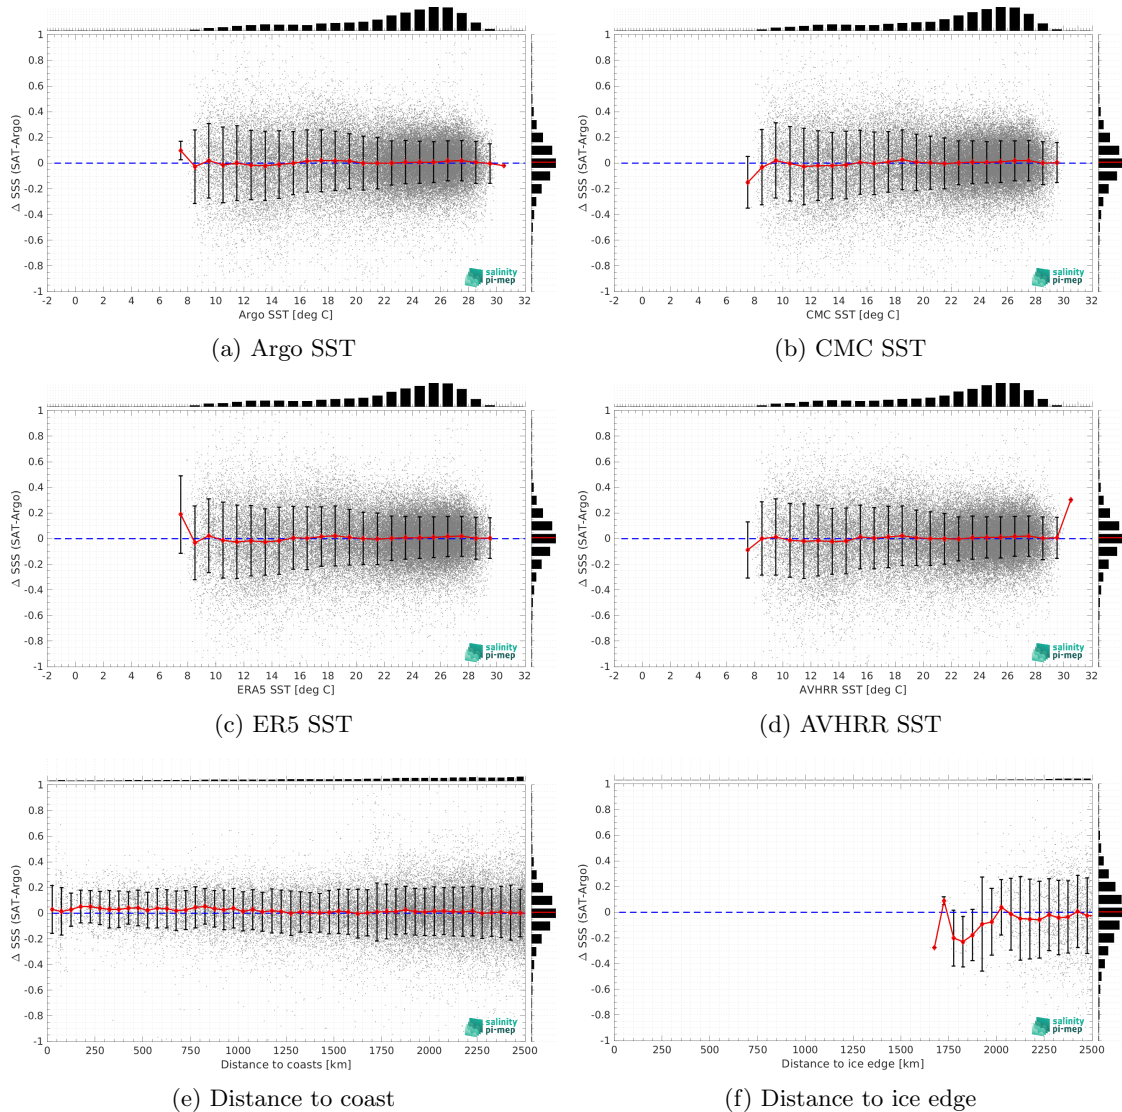 1
0.8
0.6
0.4
0.2
0
-0.2
-0.4
-0.6
-0.8
-1
Δ SSS (SAT-Argo)
salinity
pi-mep
-2 0 2 4 6 8 10 12 14 16 18 20 22 24 26 28 30 32
Argo SST [deg C]
(a) Argo SST
1
0.8
0.6
0.4
0.2
0
-0.2
-0.4
-0.6
-0.8
-1
Δ SSS (SAT-Argo)
salinity
pi-mep
-2 0 2 4 6 8 10 12 14 16 18 20 22 24 26 28 30 32
CMC SST [deg C]
(b) CMC SST
1
0.8
0.6
0.4
0.2
0
-0.2
-0.4
-0.6
-0.8
-1
Δ SSS (SAT-Argo)
salinity
pi-mep
-2 0 2 4 6 8 10 12 14 16 18 20 22 24 26 28 30 32
ERA5 SST [deg C]
(c) ER5 SST
1
0.8
0.6
0.4
0.2
0
-0.2
-0.4
-0.6
-0.8
-1
Δ SSS (SAT-Argo)
salinity
pi-mep
-2 0 2 4 6 8 10 12 14 16 18 20 22 24 26 28 30 32
AVHRR SST [deg C]
(d) AVHRR SST
1
0.8
0.6
0.4
0.2
0
-0.2
-0.4
-0.6
-0.8
-1
Δ SSS (SAT-Argo)
salinity
pi-mep
0 250 500 750 1000 1250 1500 1750 2000 2250 2500
Distance to coasts [km]
(e) Distance to coast
1
0.8
0.6
0.4
0.2
0
-0.2
-0.4
-0.6
-0.8
-1
Δ SSS (SAT-Argo)
salinity
pi-mep
0 250 500 750 1000 1250 1500 1750 2000 2250 2500
Distance to ice edge [km]
(f) Distance to ice edge